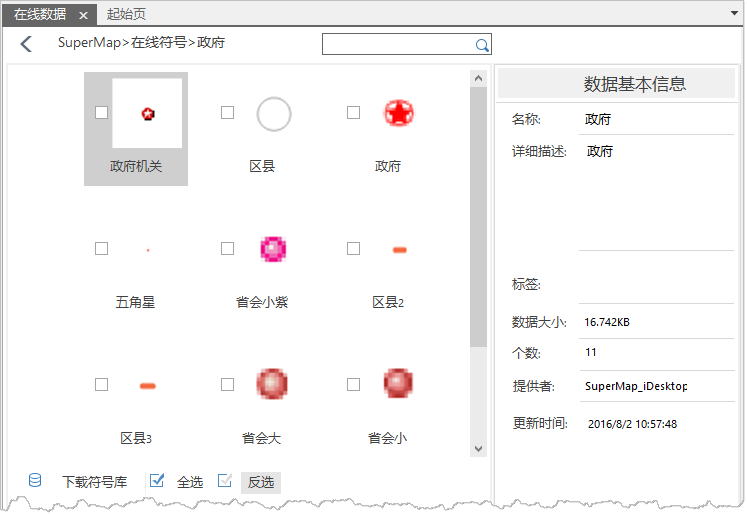 在线数据 × 起始页
SuperMap>在线符号>政府
政府机关 区县 政府
五角星 省会小紫 区县2
区县3 省会大 省会小
下载符号库 全选 反选
数据基本信息
名称: 政府
详细描述: 政府
标签:
数据大小: 16.742KB
个数: 11
提供者: SuperMap_iDesktop
更新时间: 2016/8/2 10:57:48